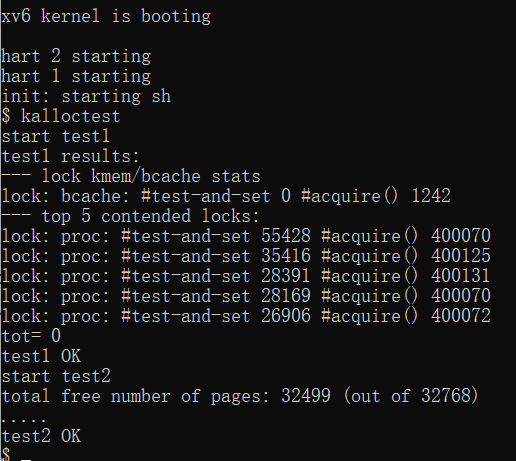 xv6 kernel is booting
hart 2 starting
hart 1 starting
init: starting sh
$ kalloctest
start test1
test1 results:
--- lock kmem/bcache stats
lock: bcache: #test-and-set 0 #acquire() 1242
--- top 5 contended locks:
lock: proc: #test-and-set 55428 #acquire() 400070
lock: proc: #test-and-set 35416 #acquire() 400125
lock: proc: #test-and-set 28391 #acquire() 400131
lock: proc: #test-and-set 28169 #acquire() 400070
lock: proc: #test-and-set 26906 #acquire() 400072
tot= 0
test1 OK
start test2
total free number of pages: 32499 (out of 32768)
.....
test2 OK
$ _